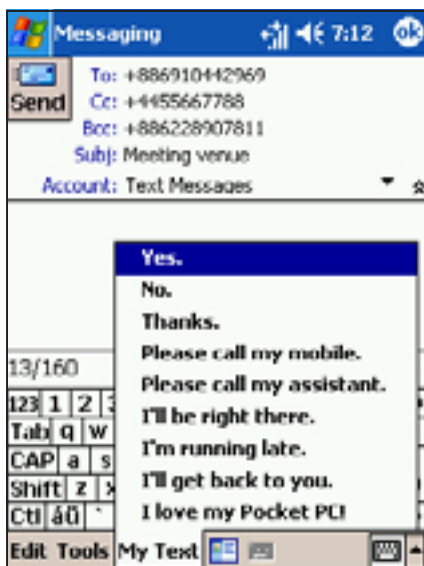 Messaging 7:12 ok
To: +886910442969
Send Cc: +4455667788
Bcc: +886228907811
Subj: Meeting venue
Account: Text Messages
Yes.
No.
Thanks.
Please call my mobile.
Please call my assistant.
I'll be right there.
I'm running late.
I'll get back to you.
I love my Pocket PC!
13/160
123 1 2 3
Tab q w
CAP a s
Shift z x
Ctl áü `
Edit Tools My Text